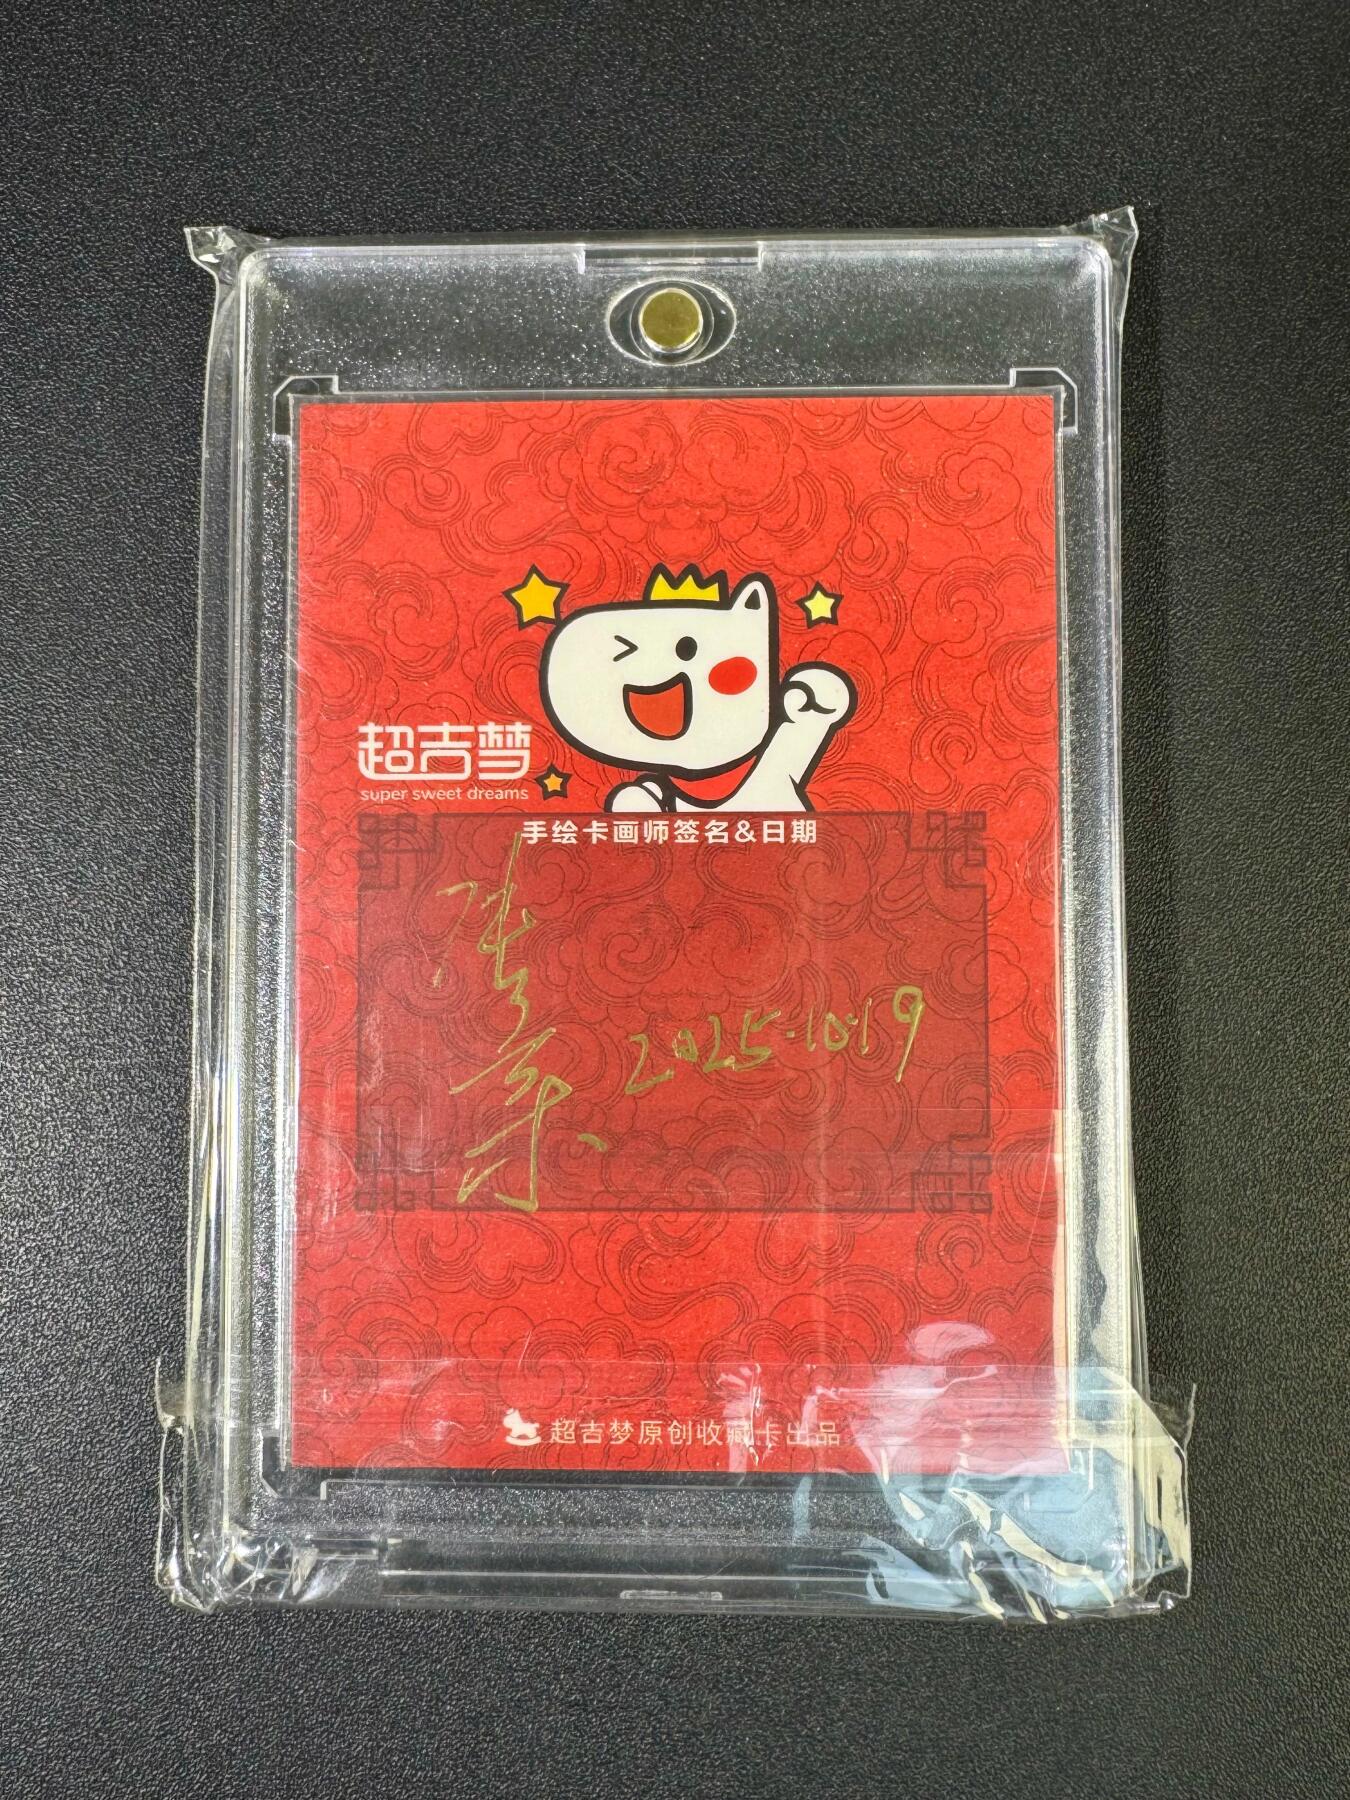 超吉梦
super sweet dreams
手绘卡画师签名&日期
2025.10.19
超吉梦原创收藏卡出品